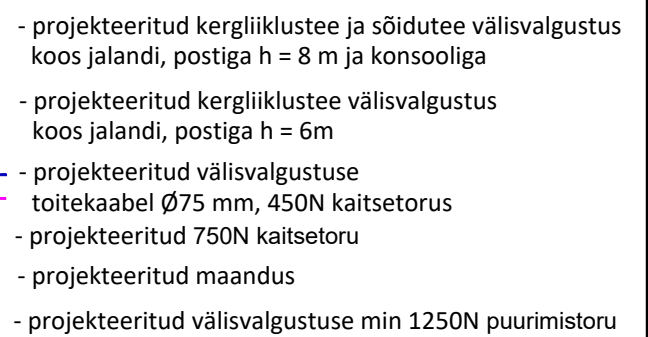 - projekteeritud kergliiklustee ja sõidutee välisvalgustus
koos jalandi, postiga h = 8 m ja konsooliga
- projekteeritud kergliiklustee välisvalgustus
koos jalandi, postiga h = 6m
- projekteeritud välisvalgustuse
toitekaabel Ø75 mm, 450N kaitsetorus
- projekteeritud 750N kaitsetoru
- projekteeritud maandus
- projekteeritud välisvalgustuse min 1250N puurimistoru